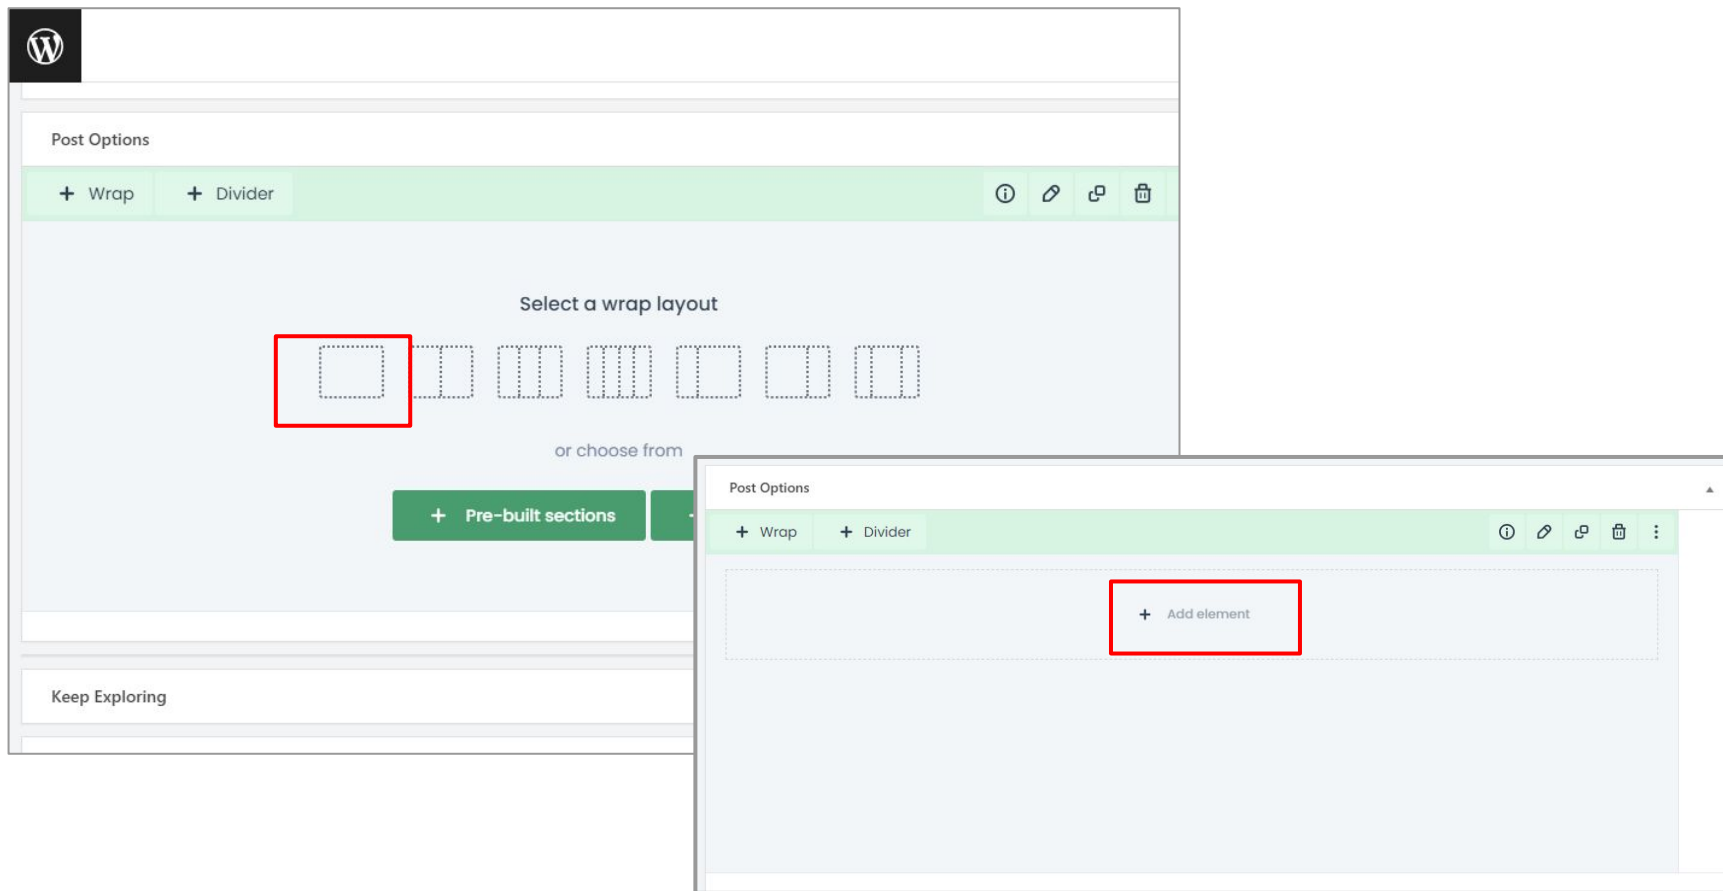 Post Options
+ Wrap
+ Divider
Select a wrap layout
or choose from
+ Pre-built sections
Keep Exploring
Post Options
+ Wrap
+ Divider
+ Add element